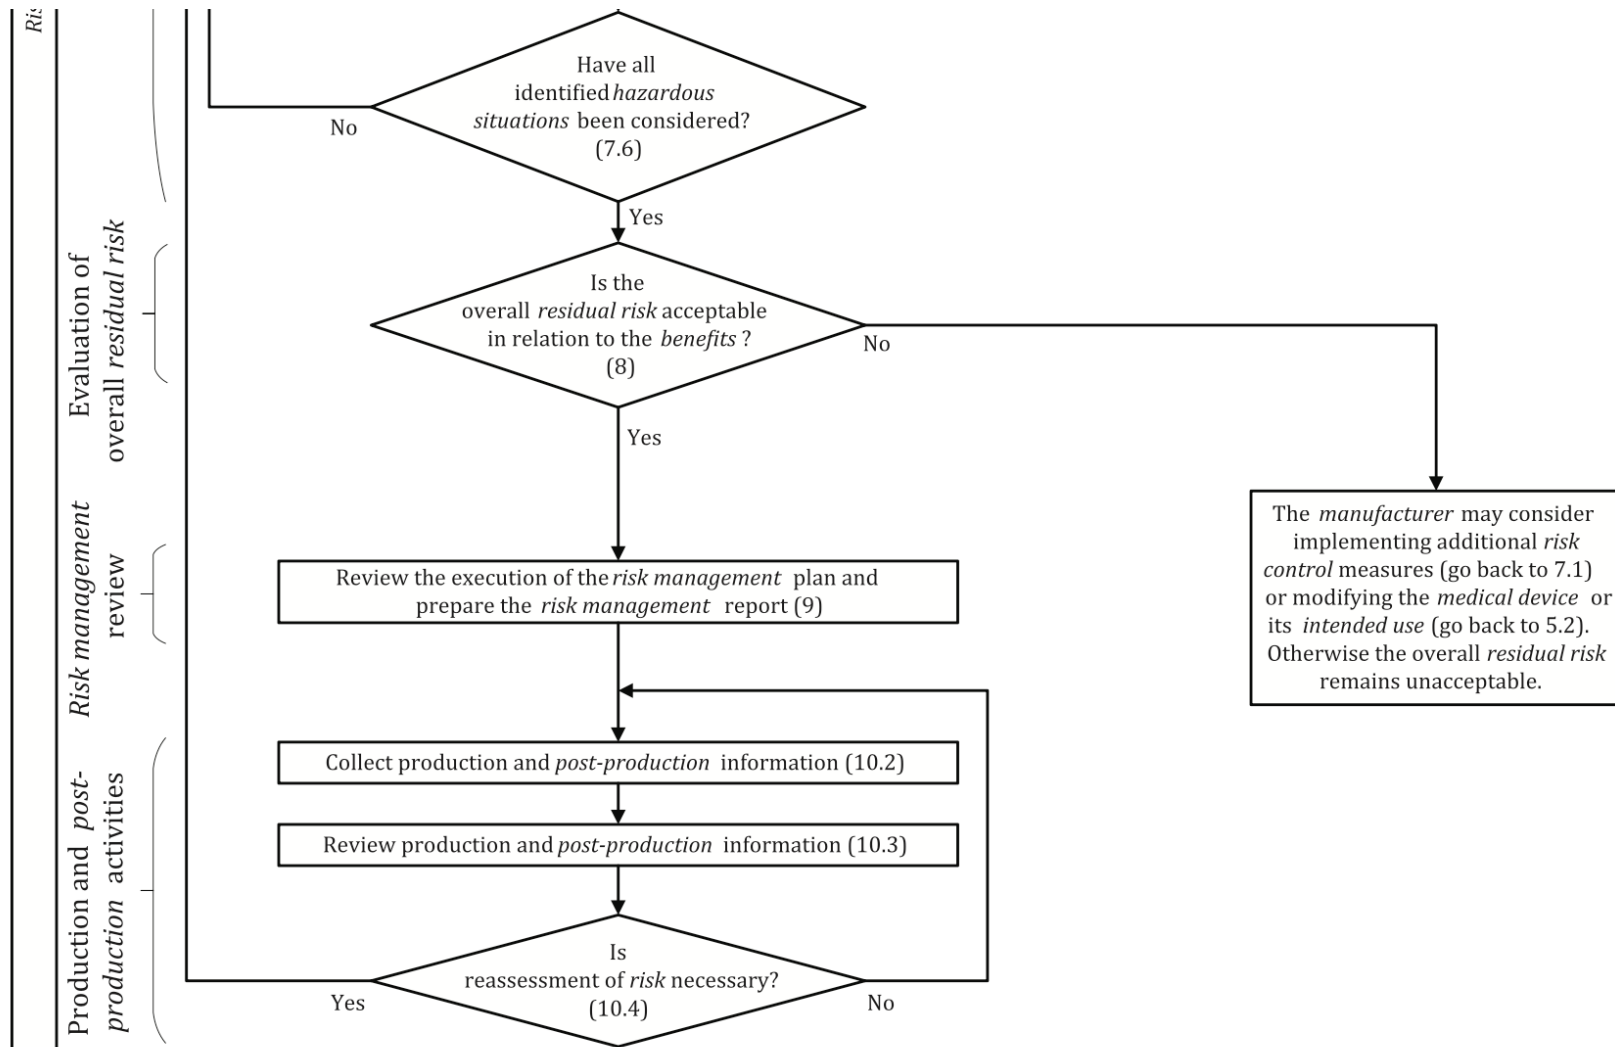 Ris
Have all
identified hazardous
situations been considered?
(7.6)
No
Yes
Evaluation of
overall residual risk
Is the
overall residual risk acceptable
in relation to the benefits ?
(8)
No
Yes
The manufacturer may consider
implementing additional risk
control measures (go back to 7.1)
or modifying the medical device or
its intended use (go back to 5.2).
Otherwise the overall residual risk
remains unacceptable.
Risk management
review
Review the execution of the risk management plan and
prepare the risk management report (9)
Production and post-
production activities
Collect production and post-production information (10.2)
Review production and post-production information (10.3)
Is
reassessment of risk necessary?
(10.4)
Yes
No